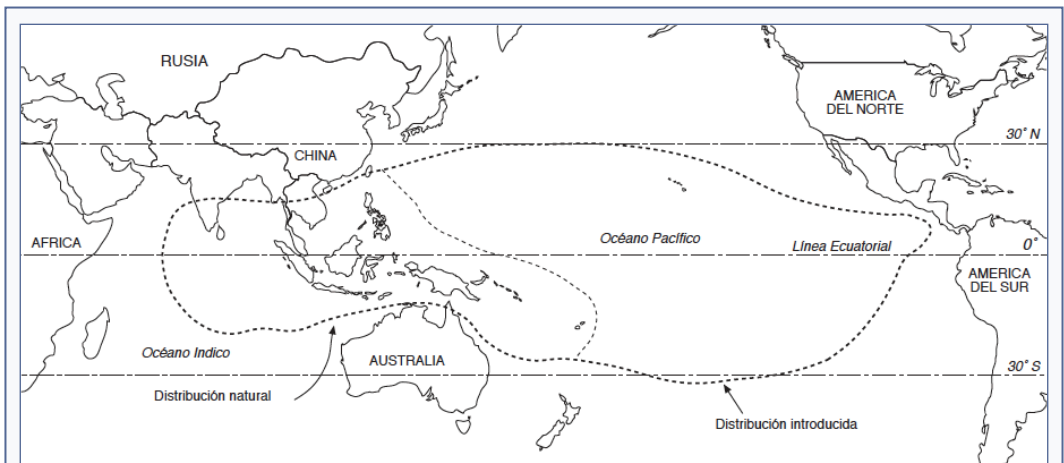 RUSIA
AMERICA
DEL NORTE
30˚ N
CHINA
AFRICA
Océano Pacífico
Línea Ecuatorial
0˚
AMERICA
DEL SUR
Océano Indico
AUSTRALIA
30˚ S
Distribución natural
Distribución introducida